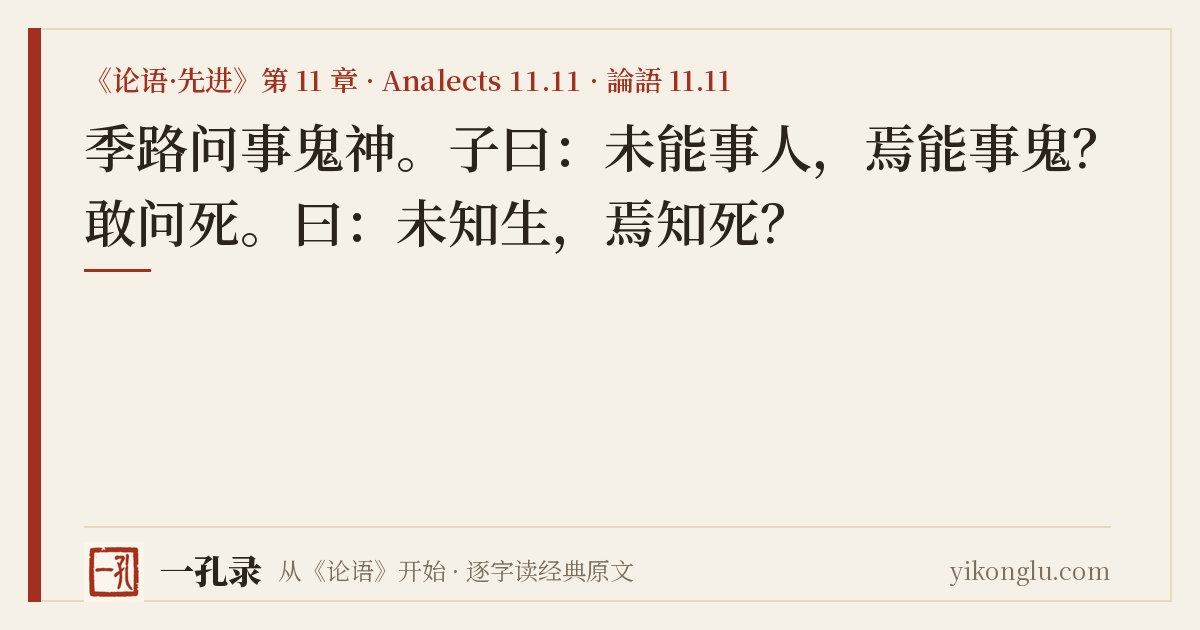 《论语·先进》第 11 章 · Analects 11.11 · 論語 11.11
季路问事鬼神。子曰：未能事人，焉能事鬼？
敢问死。曰：未知生，焉知死？
一孔
一孔录 从《论语》开始 · 逐字读经典原文 yikonglu.com